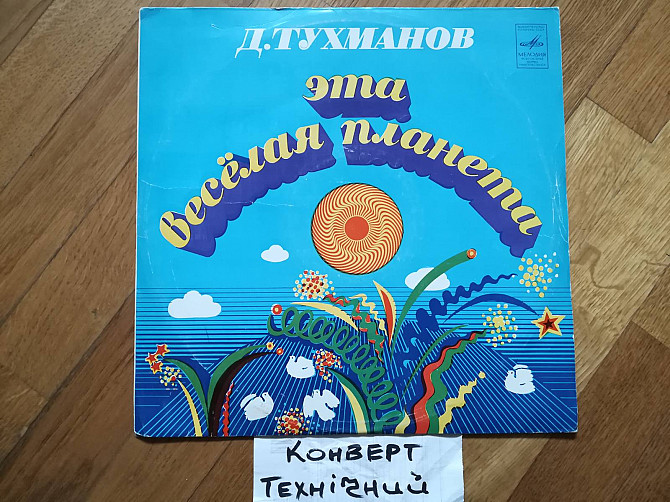 Д.ТУХМАНОВ
МЕЛОДИЯ
эта
весёлая планета
КОНВЕРТ
ТЕХНІЧНИЙ